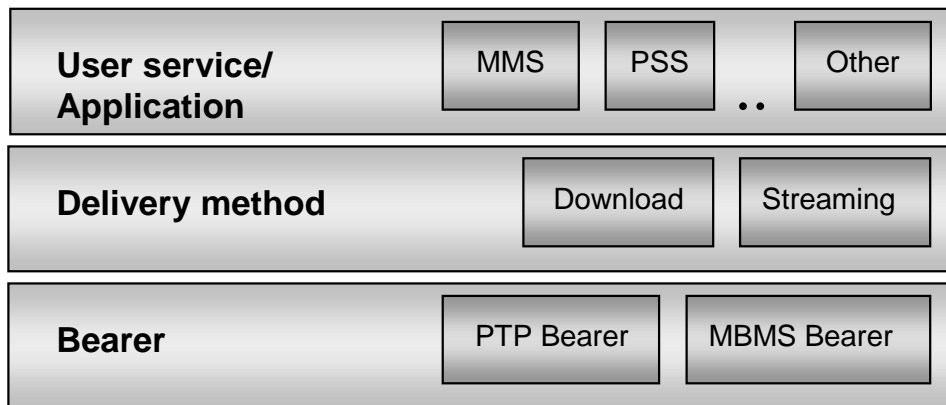 User service/
Application
MMS
PSS
..
Other
Delivery method
Download
Streaming
Bearer
PTP Bearer
MBMS Bearer